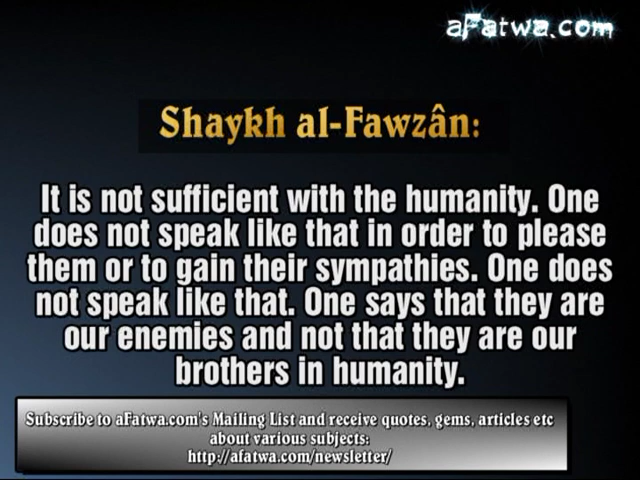 aFatwa.com
Shaykh al-Fawzân:
It is not sufficient with the humanity. One
does not speak like that in order to please
them or to gain their sympathies. One does
not speak like that. One says that they are
our enemies and not that they are our
brothers in humanity.
Subscribe to aFatwa.com's Mailing List and receive quotes, gems, articles etc
about various subjects:
http://afatwa.com/newsletter/